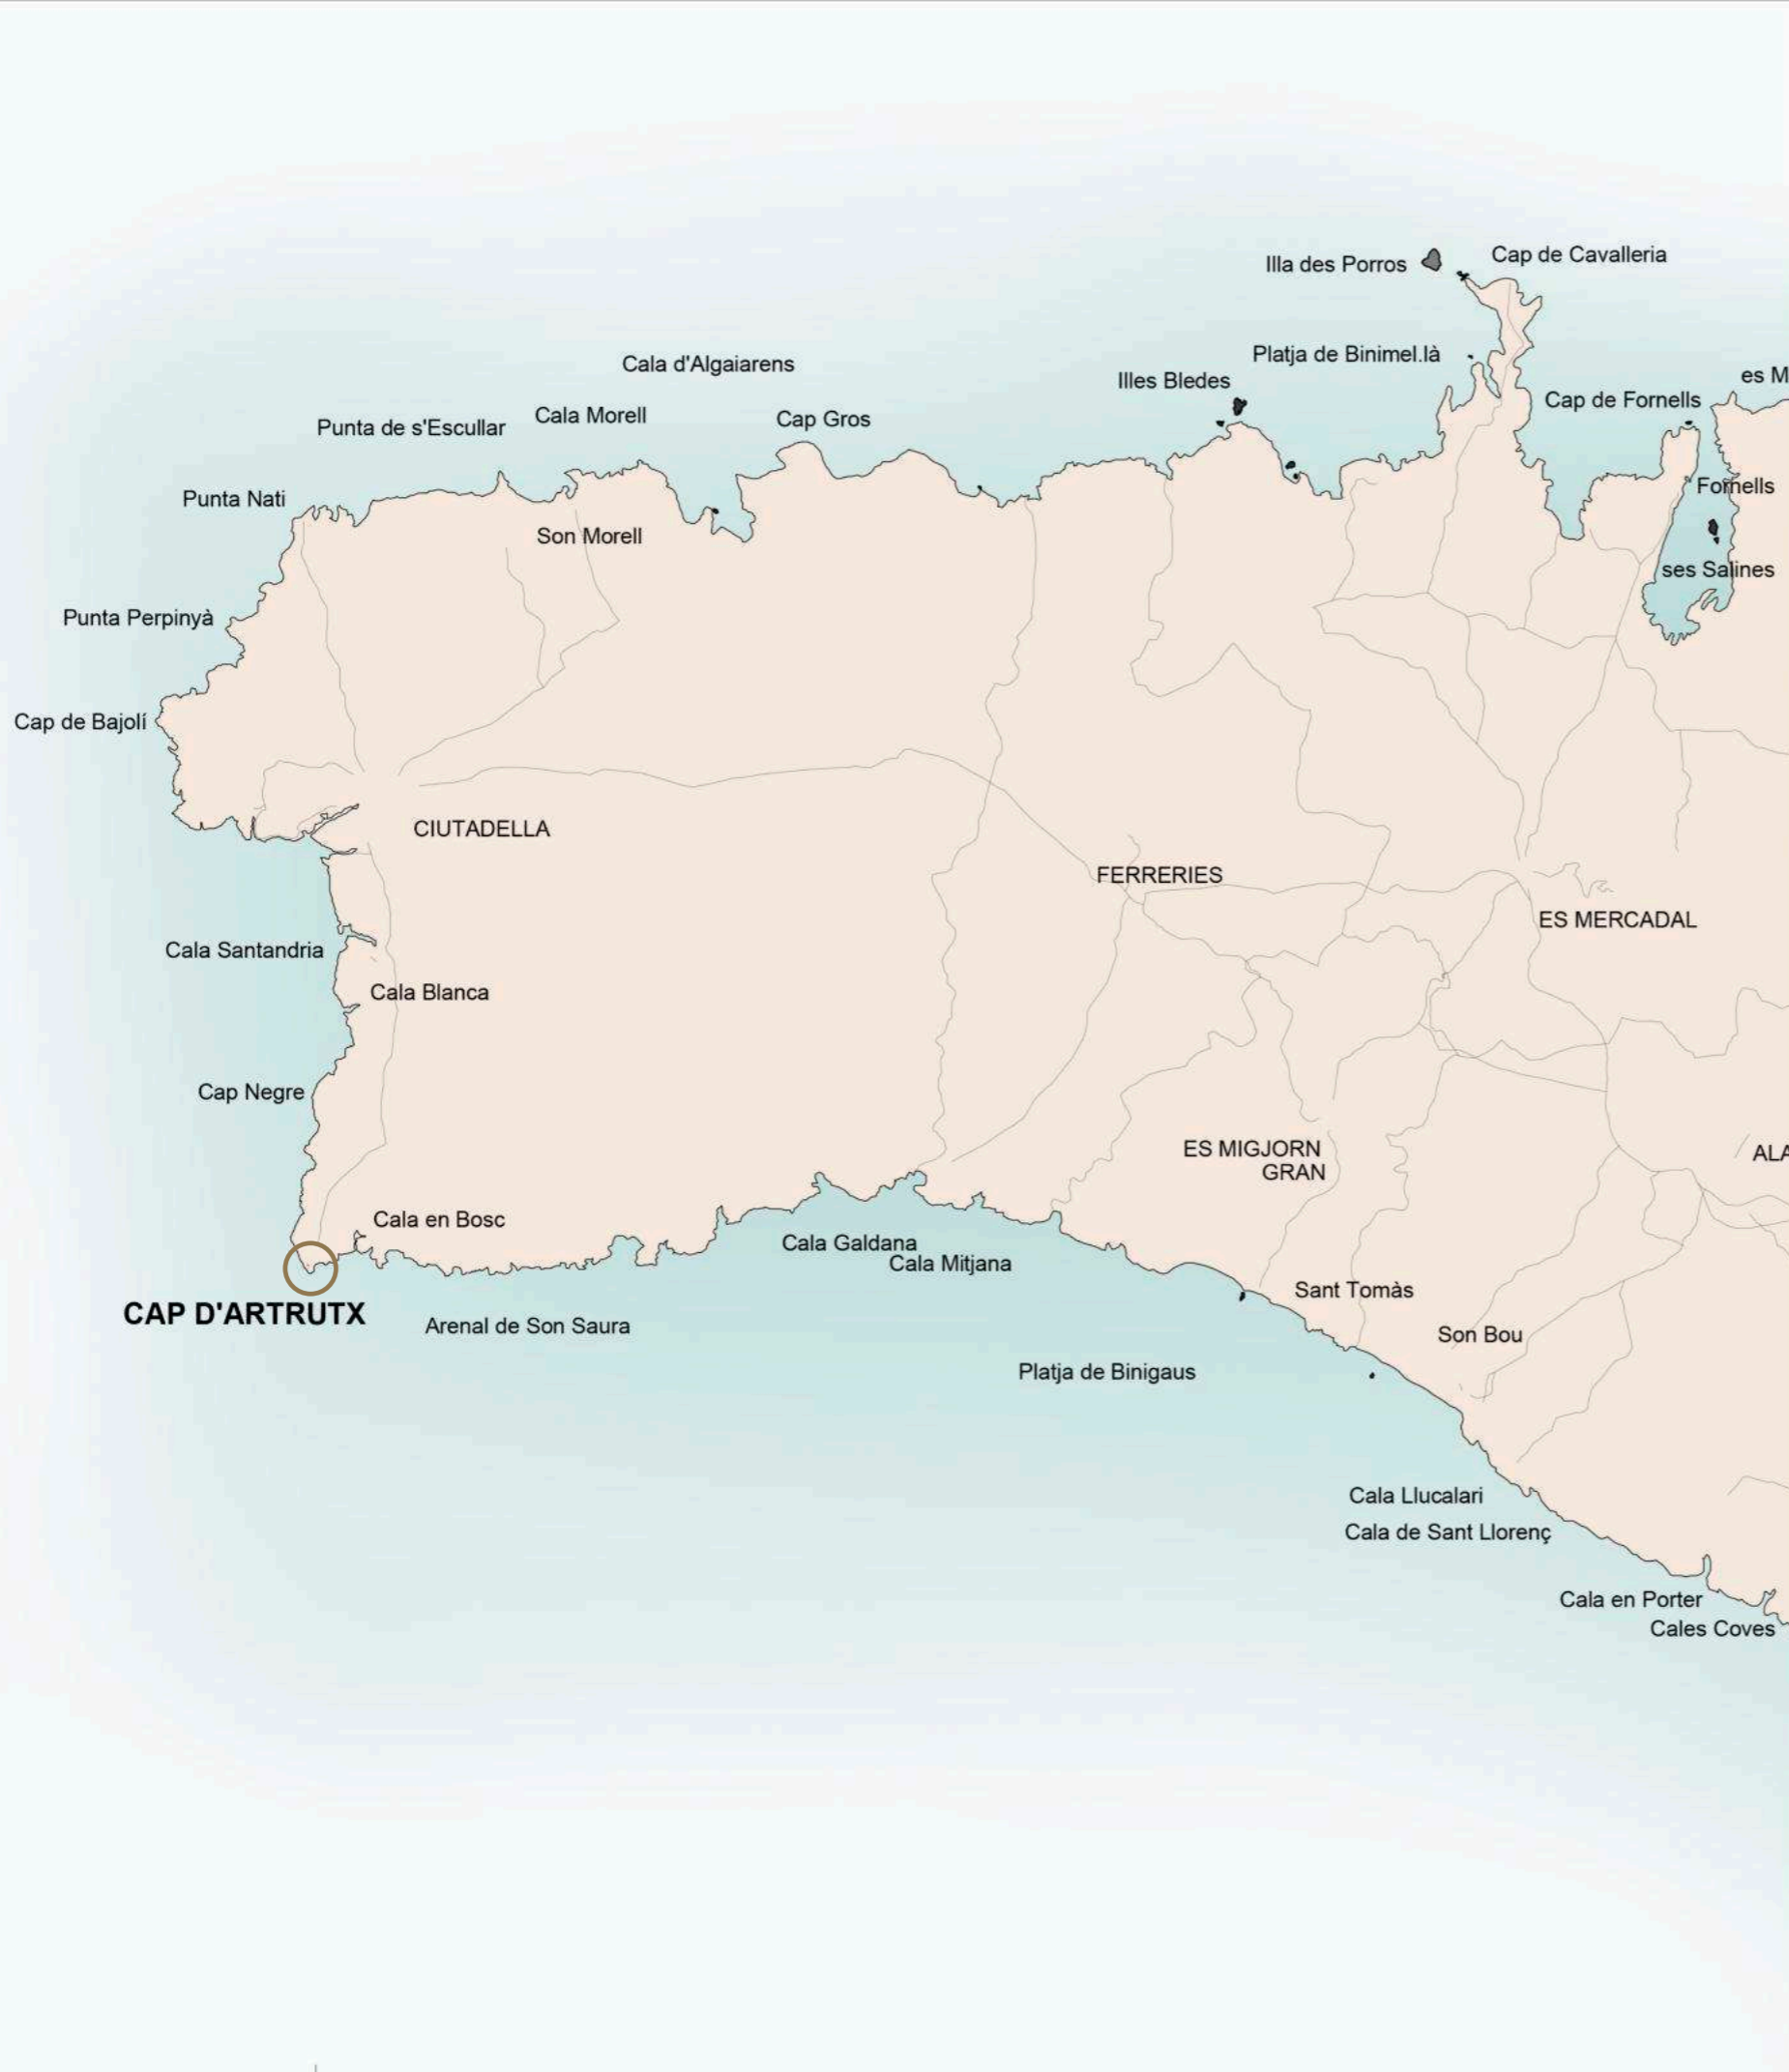 Illa des Porros
Cap de Cavalleria
Platja de Binimel.là
Cala d'Algaiarens
es M
Illes Bledes
Cap de Fornells
Cala Morell
Cap Gros
Punta de s'Escullar
Fornells
Punta Nati
Son Morell
ses Salines
Punta Perpinyà
Cap de Bajolí
CIUTADELLA
FERRERIES
ES MERCADAL
Cala Santandria
Cala Blanca
Cap Negre
ES MIGJORN
GRAN
ALA
Cala en Bosc
Cala Galdana
Cala Mitjana
Sant Tomàs
CAP D'ARTRUTX
Arenal de Son Saura
Son Bou
Platja de Binigaus
Cala Llucalari
Cala de Sant Llorenç
Cala en Porter
Cales Coves